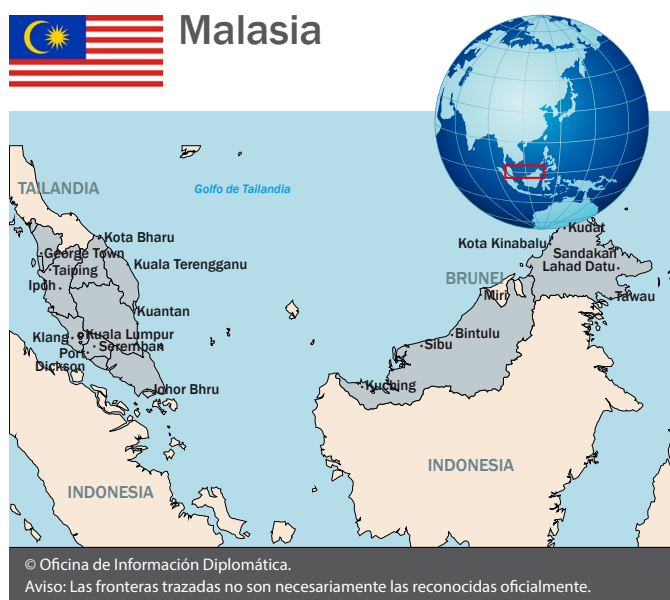 Malasia
TAILANDIA
Golfo de Tailandia
Kota Bharu
George Town
Kuala Terengganu
Taiping
Ipoh
Kuantan
Klang
Kuala Lumpur
Seremban
Port
Dickson
Johor Bhru
INDONESIA
Kudat
Kota Kinabalu
Sandakan
Lahad Datu
BRUNEI
Miri
Tawau
Bintulu
Sibu
Kuching
INDONESIA
© Oficina de Información Diplomática.
Aviso: Las fronteras trazadas no son necesariamente las reconocidas oficialmente.